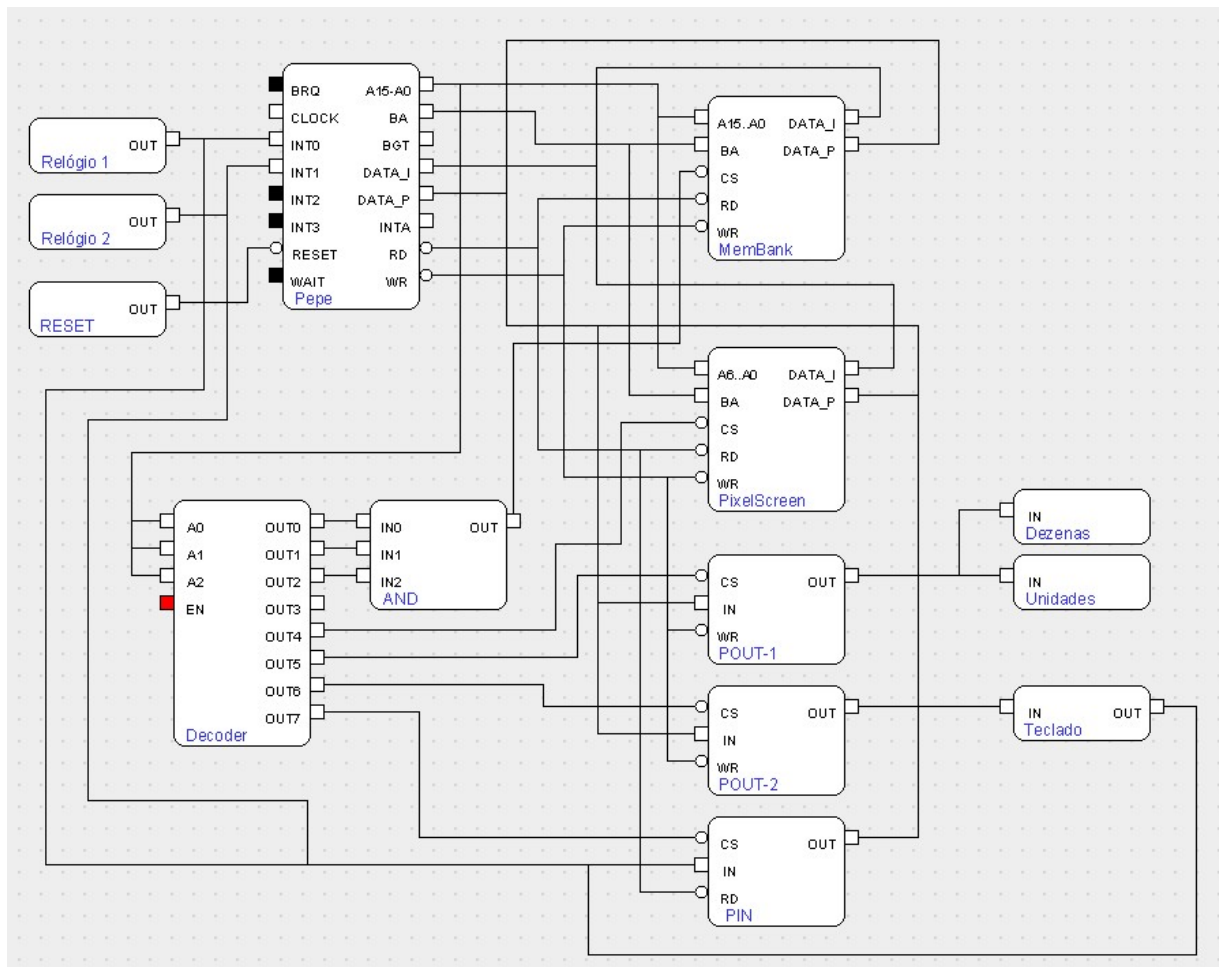 OUT
Relógio 1
OUT
Relógio 2
OUT
RESET
BRQ A15-A0
CLOCK BA
INT0 BGT
INT1 DATA_I
INT2 DATA_P
INT3 INTA
RESET RD
WAIT WR
Pepe
A15..A0 DATA_I
BA DATA_P
CS
RD
WR
MemBank
A6..A0 DATA_I
BA DATA_P
CS
RD
WR
PixelScreen
A0 OUT0
A1 OUT1
A2 OUT2
EN OUT3
OUT4
OUT5
OUT6
OUT7
Decoder
IN0 OUT
IN1
IN2
AND
CS OUT
IN
WR
POUT-1
IN
Dezenas
IN
Unidades
CS OUT
IN
WR
POUT-2
IN OUT
Teclado
CS OUT
IN
RD
PIN